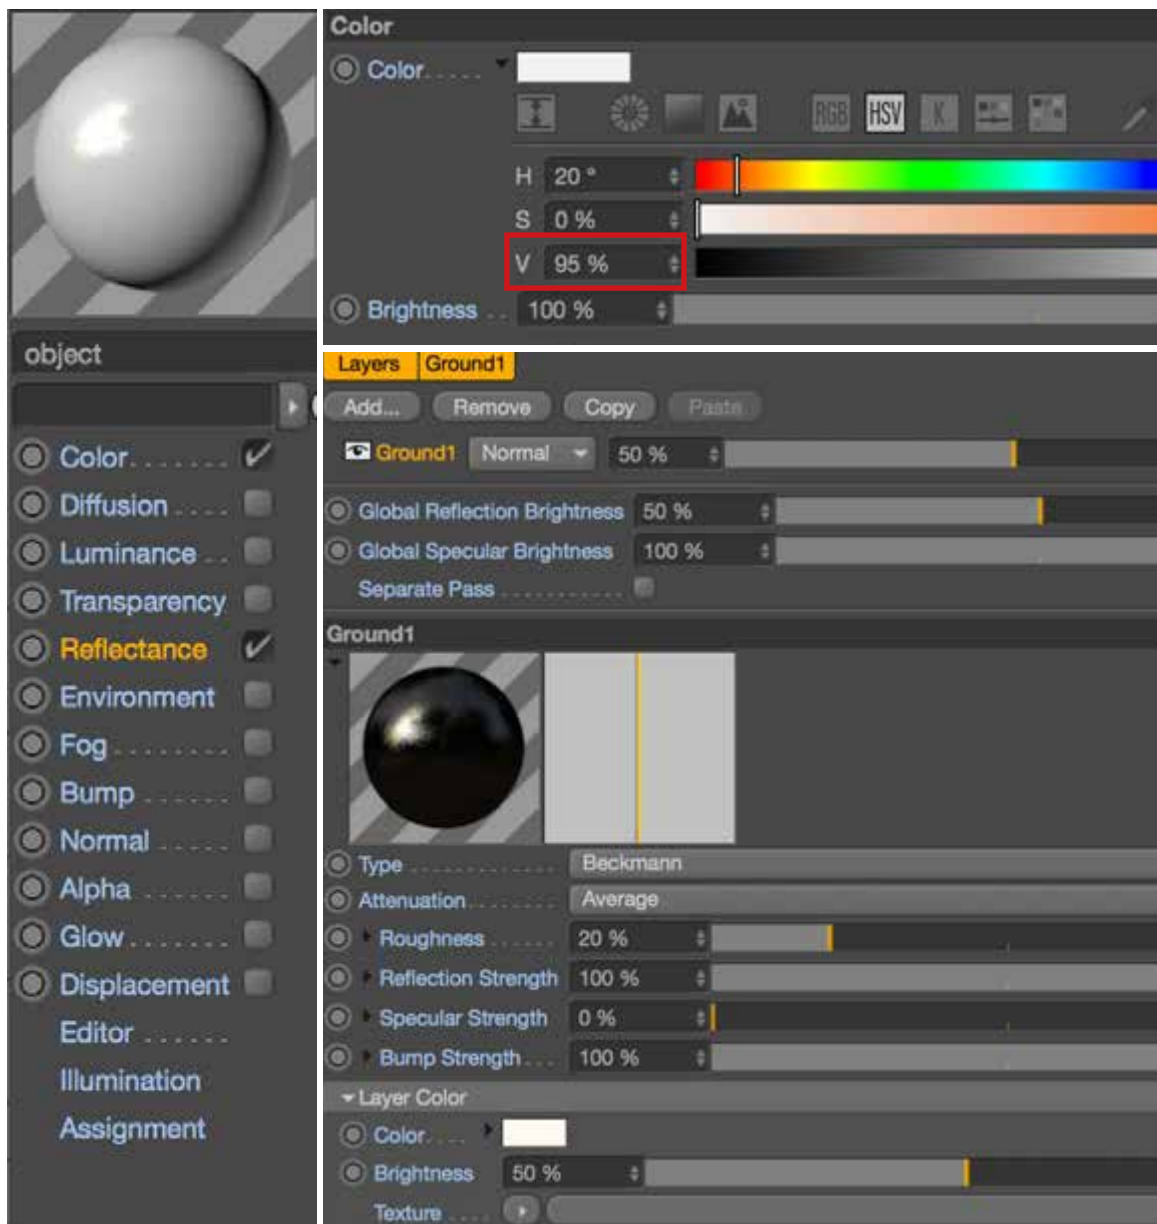 object
Color
Diffusion
Luminance
Transparency
Reflectance
Environment
Fog
Bump
Normal
Alpha
Glow
Displacement
Editor
Illumination
Assignment
Color
Color
RGB HSV K
H 20 °
S 0 %
V 95 %
Brightness 100 %
Layers Ground1
Add... Remove Copy Paste
Ground1 Normal 50 %
Global Reflection Brightness 50 %
Global Specular Brightness 100 %
Separate Pass
Ground1
Type Beckmann
Attenuation Average
Roughness 20 %
Reflection Strength 100 %
Specular Strength 0 %
Bump Strength 100 %
Layer Color
Color
Brightness 50 %
Texture